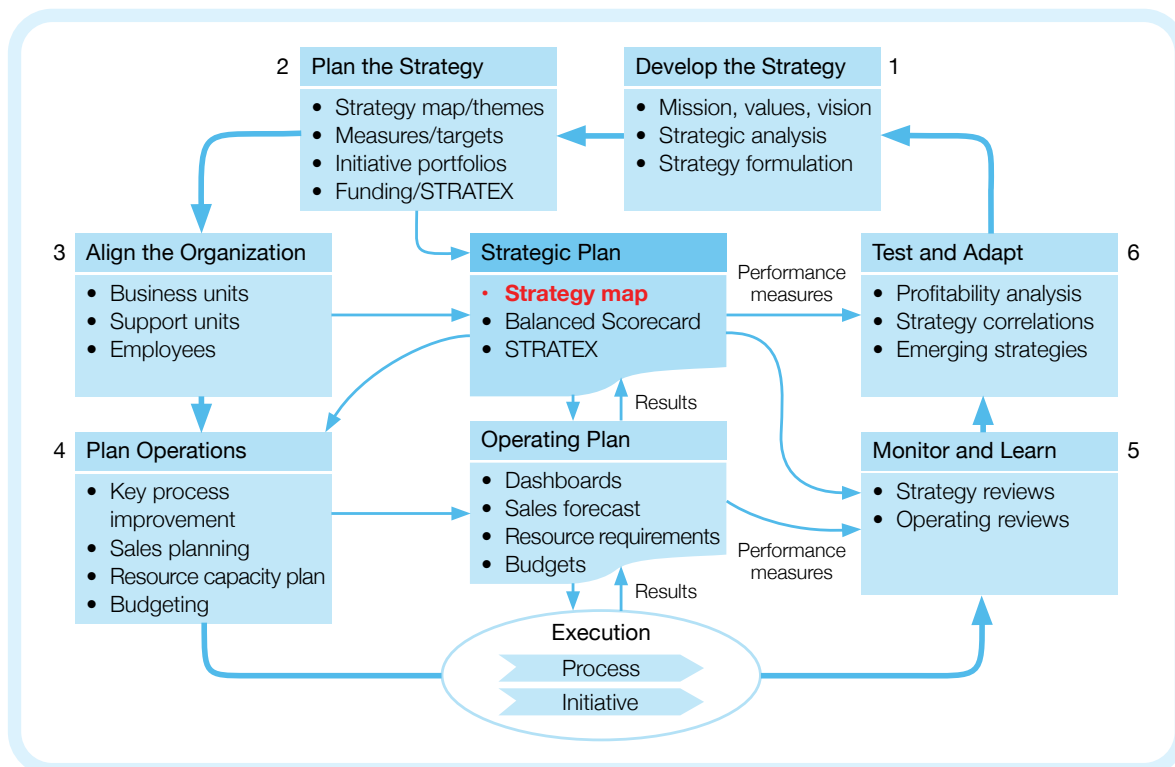 2 Plan the Strategy
• Strategy map/themes
• Measures/targets
• Initiative portfolios
• Funding/STRATEX
Develop the Strategy 1
• Mission, values, vision
• Strategic analysis
• Strategy formulation
3 Align the Organization
• Business units
• Support units
• Employees
Strategic Plan
• Strategy map
• Balanced Scorecard
• STRATEX
Performance
measures
Test and Adapt 6
• Profitability analysis
• Strategy correlations
• Emerging strategies
Results
4 Plan Operations
• Key process
improvement
• Sales planning
• Resource capacity plan
• Budgeting
Operating Plan
• Dashboards
• Sales forecast
• Resource requirements
• Budgets
Performance
measures
Monitor and Learn 5
• Strategy reviews
• Operating reviews
Results
Execution
Process
Initiative